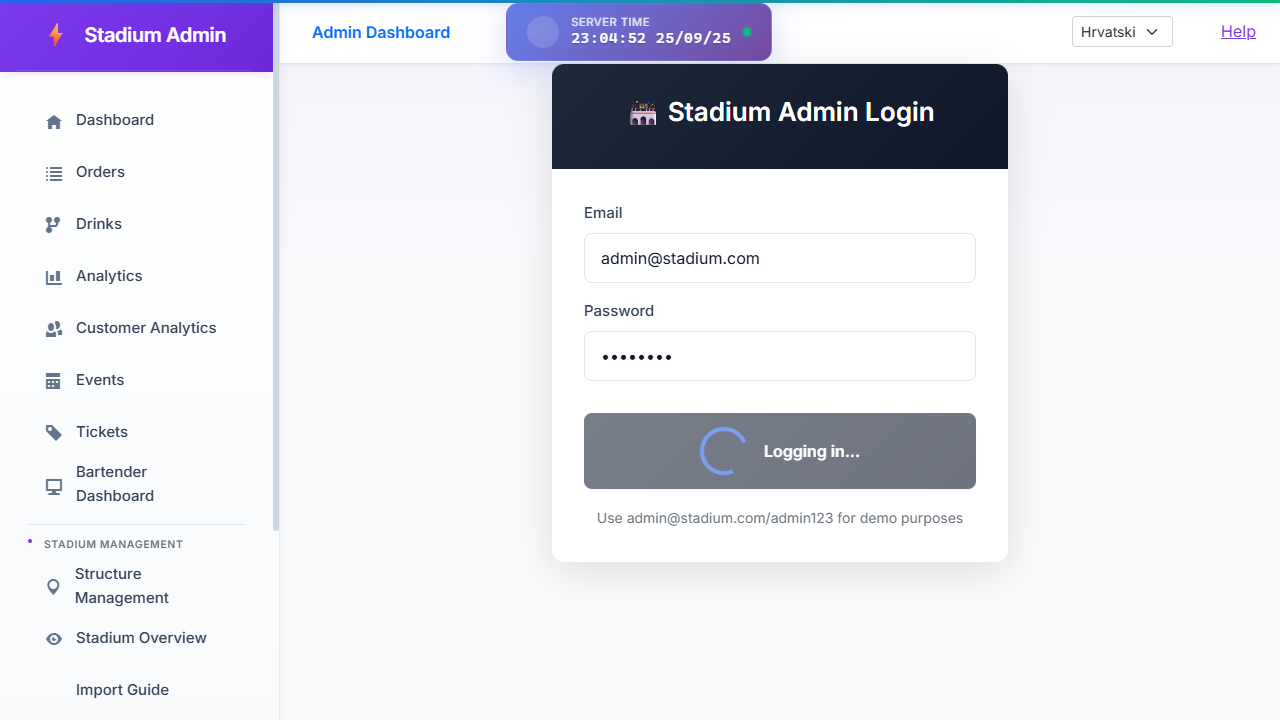 Stadium Admin
Dashboard
Orders
Drinks
Analytics
Customer Analytics
Events
Tickets
Bartender
Dashboard
STADIUM MANAGEMENT
Structure
Management
Stadium Overview
Import Guide
Admin Dashboard
SERVER TIME
23:04:52 25/09/25
Hrvatski
Help
Stadium Admin Login
Email
admin@stadium.com
Password
••••••••
Logging in...
Use admin@stadium.com/admin123 for demo purposes